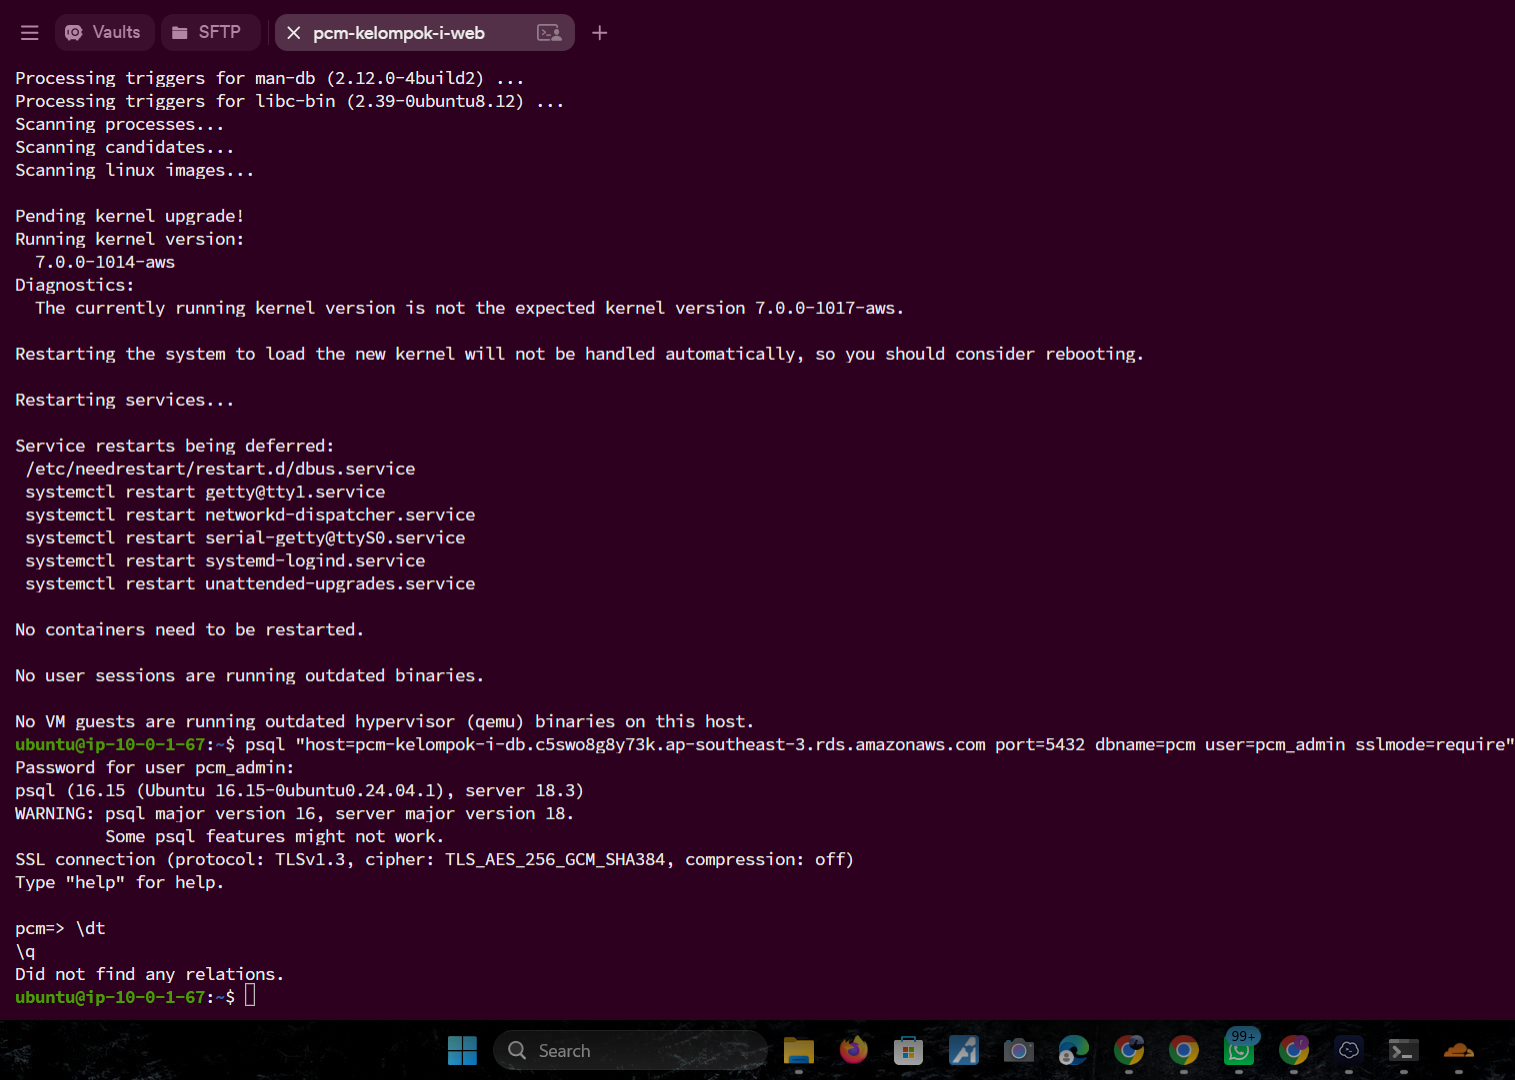 Vaults
SFTP
pcm-kelompok-i-web
Processing triggers for man-db (2.12.0-4build2) ...
Processing triggers for libc-bin (2.39-0ubuntu8.12) ...
Scanning processes...
Scanning candidates...
Scanning linux images...
Pending kernel upgrade!
Running kernel version:
7.0.0-1014-aws
Diagnostics:
The currently running kernel version is not the expected kernel version 7.0.0-1017-aws.
Restarting the system to load the new kernel will not be handled automatically, so you should consider rebooting.
Restarting services...
Service restarts being deferred:
/etc/needrestart/restart.d/dbus.service
systemctl restart getty@tty1.service
systemctl restart networkd-dispatcher.service
systemctl restart serial-getty@ttyS0.service
systemctl restart systemd-logind.service
systemctl restart unattended-upgrades.service
No containers need to be restarted.
No user sessions are running outdated binaries.
No VM guests are running outdated hypervisor (qemu) binaries on this host.
ubuntu@ip-10-0-1-67:~$ psql "host=pcm-kelompok-i-db.c5swo8g8y73k.ap-southeast-3.rds.amazonaws.com port=5432 dbname=pcm user=pcm_admin sslmode=require"
Password for user pcm_admin:
psql (16.15 (Ubuntu 16.15-0ubuntu0.24.04.1), server 18.3)
WARNING: psql major version 16, server major version 18.
Some psql features might not work.
SSL connection (protocol: TLSv1.3, cipher: TLS_AES_256_GCM_SHA384, compression: off)
Type "help" for help.
pcm=> \dt
\q
Did not find any relations.
ubuntu@ip-10-0-1-67:~$
Search
99+